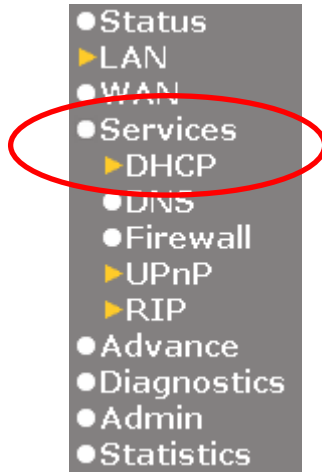 Status
LAN
WAN
Services
DHCP
DNS
Firewall
UPnP
RIP
Advance
Diagnostics
Admin
Statistics